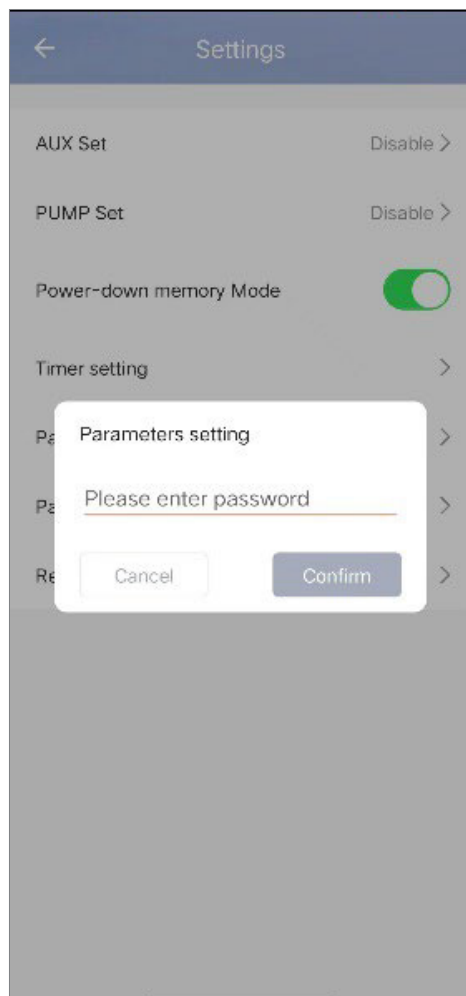 Settings
AUX Set Disable
PUMP Set Disable
Power-down memory Mode
Timer setting
Parameters setting
Please enter password
Cancel Confirm